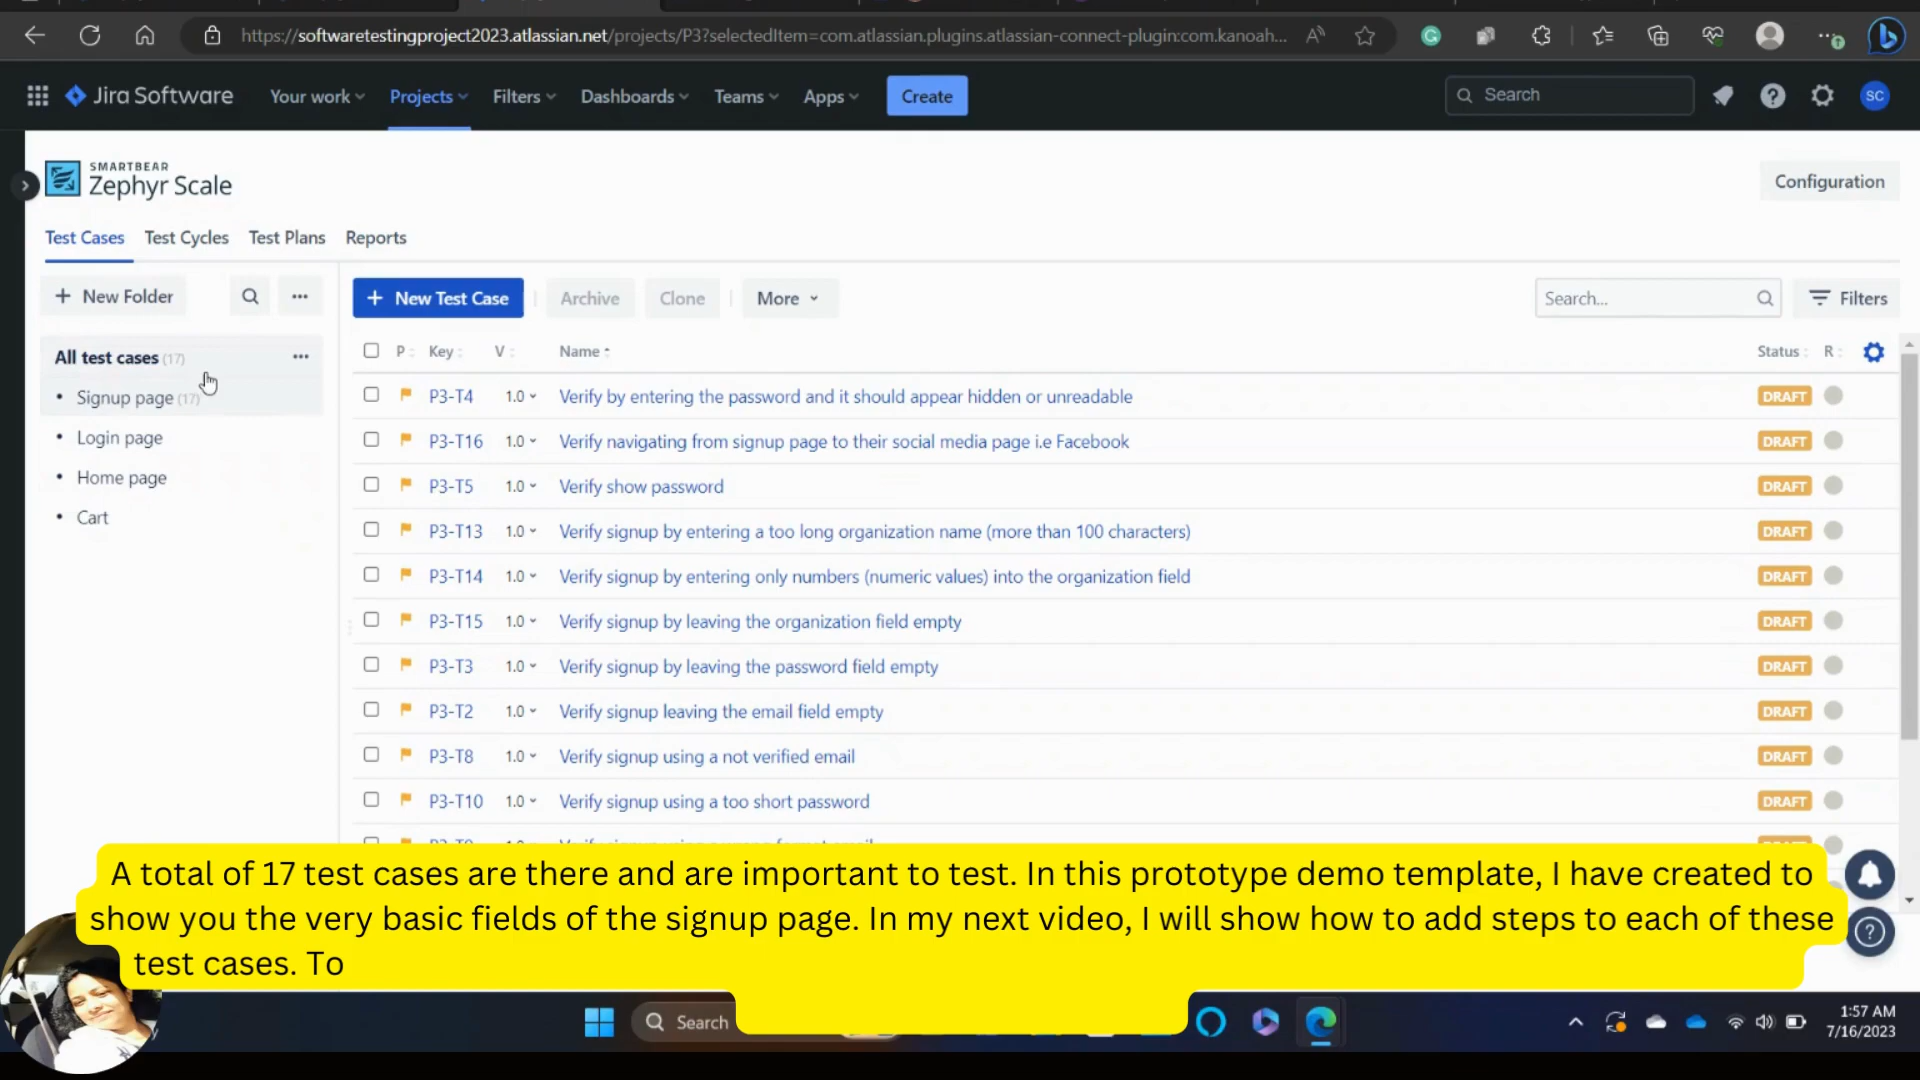 https://softwaretestingproject2023.atlassian.net/projects/P3?selectedItem=com.atlassian.plugins.atlassian-connect-plugin:com.kanoah...
Jira Software
Your work
Projects
Filters
Dashboards
Teams
Apps
Create
Search
SC
SMARTBEAR
Zephyr Scale
Configuration
Test Cases
Test Cycles
Test Plans
Reports
+ New Folder
...
+ New Test Case
Archive
Clone
More
Search...
Filters
All test cases (17)
...
Signup page (17)
Login page
Home page
Cart
P Key V Name Status R
P3-T4 1.0 Verify by entering the password and it should appear hidden or unreadable DRAFT
P3-T16 1.0 Verify navigating from signup page to their social media page i.e Facebook DRAFT
P3-T5 1.0 Verify show password DRAFT
P3-T13 1.0 Verify signup by entering a too long organization name (more than 100 characters) DRAFT
P3-T14 1.0 Verify signup by entering only numbers (numeric values) into the organization field DRAFT
P3-T15 1.0 Verify signup by leaving the organization field empty DRAFT
P3-T3 1.0 Verify signup by leaving the password field empty DRAFT
P3-T2 1.0 Verify signup leaving the email field empty DRAFT
P3-T8 1.0 Verify signup using a not verified email DRAFT
P3-T10 1.0 Verify signup using a too short password DRAFT
A total of 17 test cases are there and are important to test. In this prototype demo template, I have created to
show you the very basic fields of the signup page. In my next video, I will show how to add steps to each of these
test cases. To
Search
1:57 AM
7/16/2023